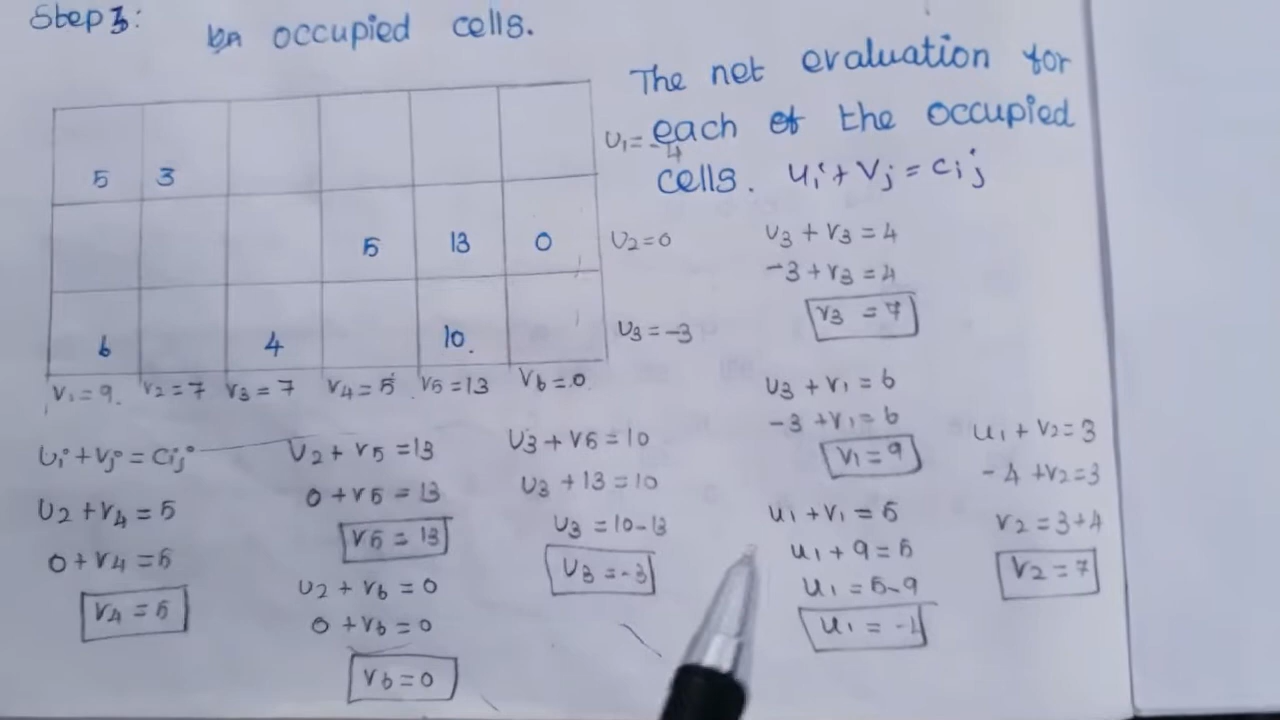 Step 3:
on occupied cells.
The net evaluation for
each of the occupied
cells. ui + vj = cij
5 3
U1 = -4
5 13 0
U2 = 0
6 4 10
U3 = -3
V1 = 9 V2 = 7 V3 = 7 V4 = 5 V5 = 13 V6 = 0
Ui + Vj = Cij
U2 + V4 = 5
0 + V4 = 5
V4 = 5
U2 + V5 = 13
0 + V5 = 13
V5 = 13
U2 + V6 = 0
0 + V6 = 0
V6 = 0
U3 + V5 = 10
U3 + 13 = 10
U3 = 10 - 13
U3 = -3
U3 + V3 = 4
-3 + V3 = 4
V3 = 7
U3 + V1 = 6
-3 + V1 = 6
V1 = 9
U1 + V1 = 5
U1 + 9 = 5
U1 = 5 - 9
U1 = -4
U1 + V2 = 3
-4 + V2 = 3
V2 = 3 + 4
V2 = 7